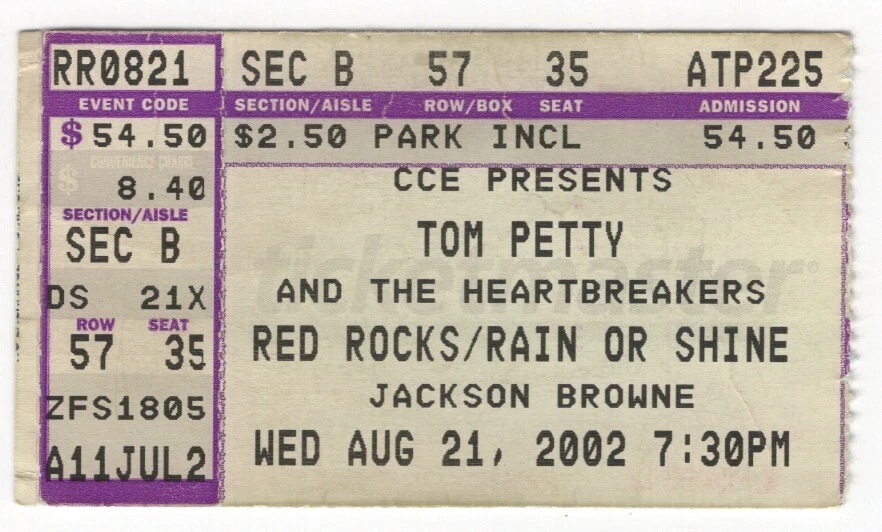 RR0821
EVENT CODE
$ 54.50
$ CONVENIENCE CHARGE
8.40
SECTION/AISLE
SEC B
DS 21X
ROW SEAT
57 35
ZFS1805
A11JUL2
SEC B 57 35 ATP225
SECTION/AISLE ROW/BOX SEAT ADMISSION
$2.50 PARK INCL 54.50
CCE PRESENTS
TOM PETTY
ticketmaster®
AND THE HEARTBREAKERS
RED ROCKS/RAIN OR SHINE
JACKSON BROWNE
WED AUG 21, 2002 7:30PM